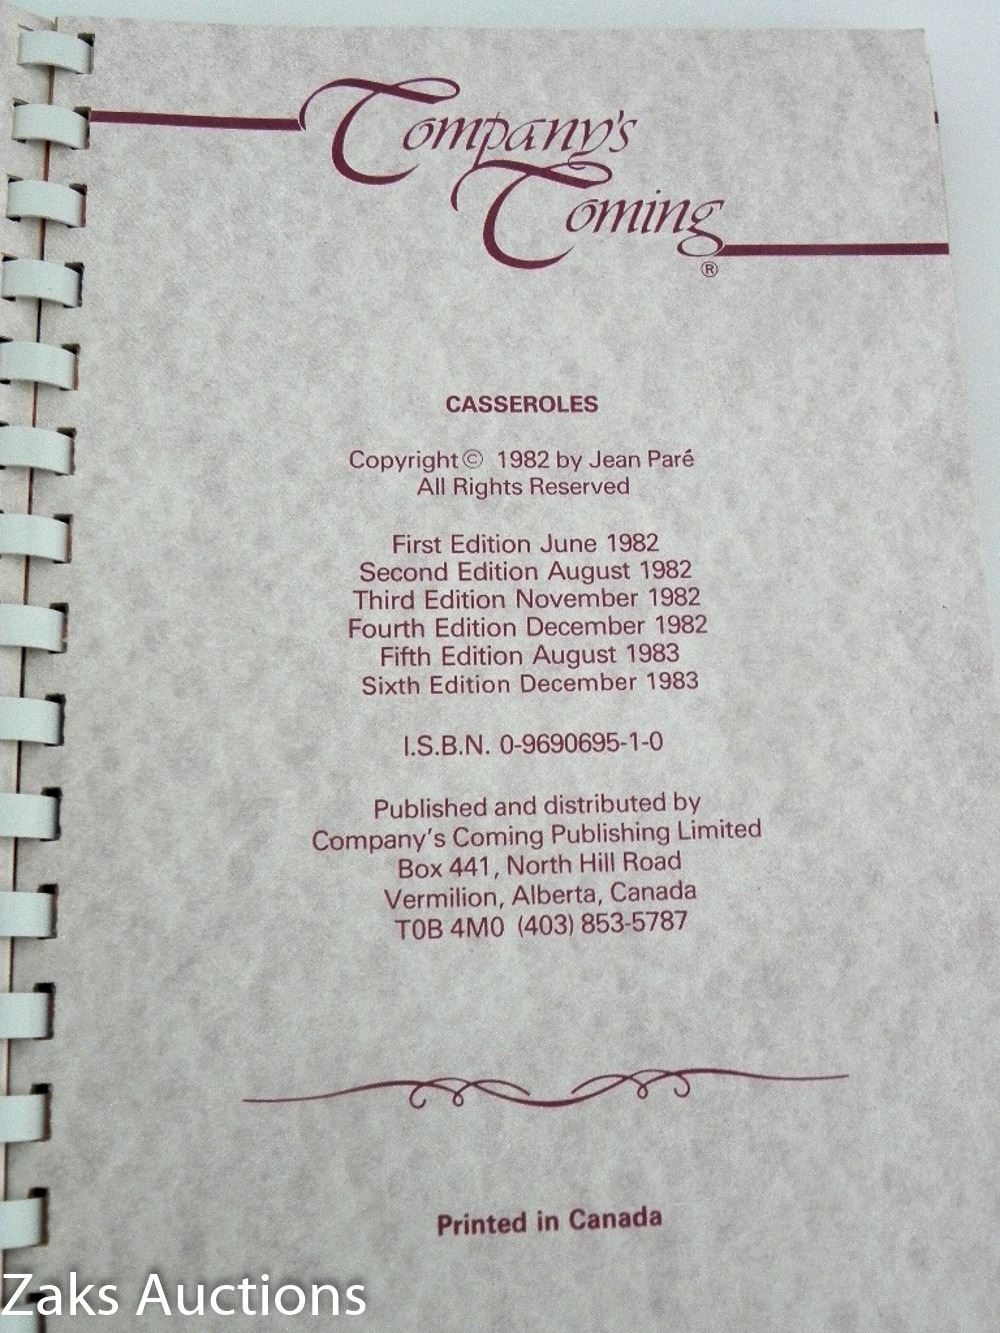 Company's
Coming
®
CASSEROLES
Copyright © 1982 by Jean Paré
All Rights Reserved
First Edition June 1982
Second Edition August 1982
Third Edition November 1982
Fourth Edition December 1982
Fifth Edition August 1983
Sixth Edition December 1983
I.S.B.N. 0-9690695-1-0
Published and distributed by
Company's Coming Publishing Limited
Box 441, North Hill Road
Vermilion, Alberta, Canada
T0B 4M0 (403) 853-5787
Printed in Canada
Zaks Auctions